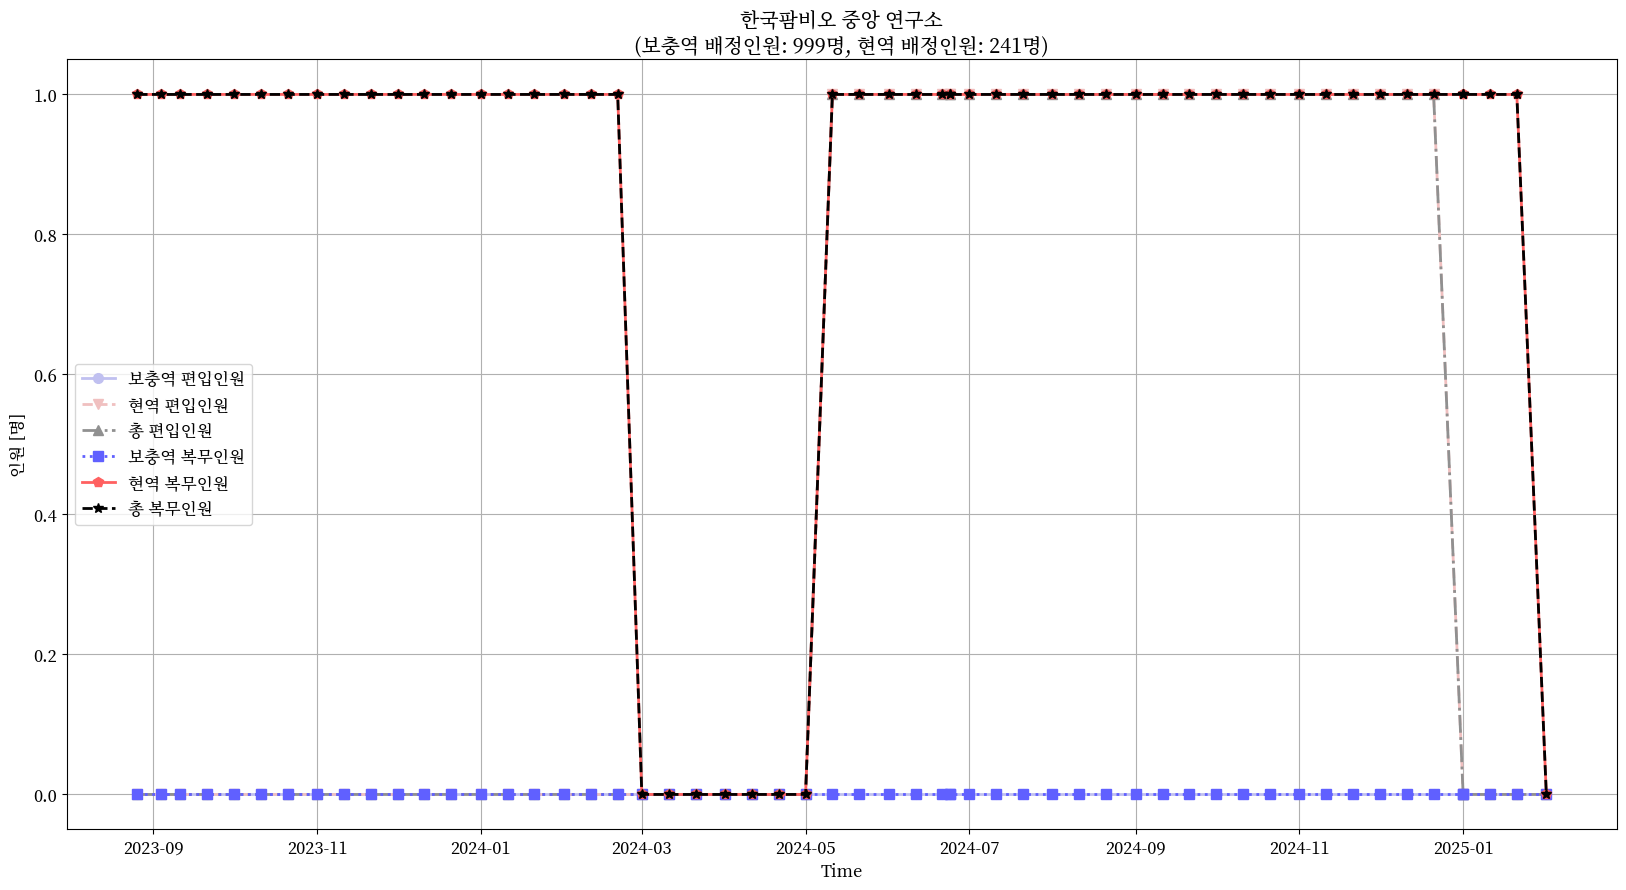 한국팜비오 중앙 연구소
(보충역 배정인원: 999명, 현역 배정인원: 241명)
1.0
0.8
0.6
0.4
0.2
0.0
인원 [명]
보충역 편입인원
현역 편입인원
총 편입인원
보충역 복무인원
현역 복무인원
총 복무인원
2023-09
2023-11
2024-01
2024-03
2024-05
2024-07
2024-09
2024-11
2025-01
Time